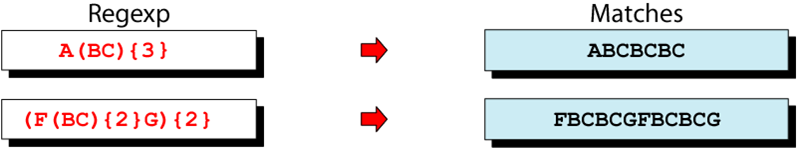 Regexp Matches
A(BC){3} ABCBCBC
(F(BC){2}G){2} FBCBCGFBCBCG